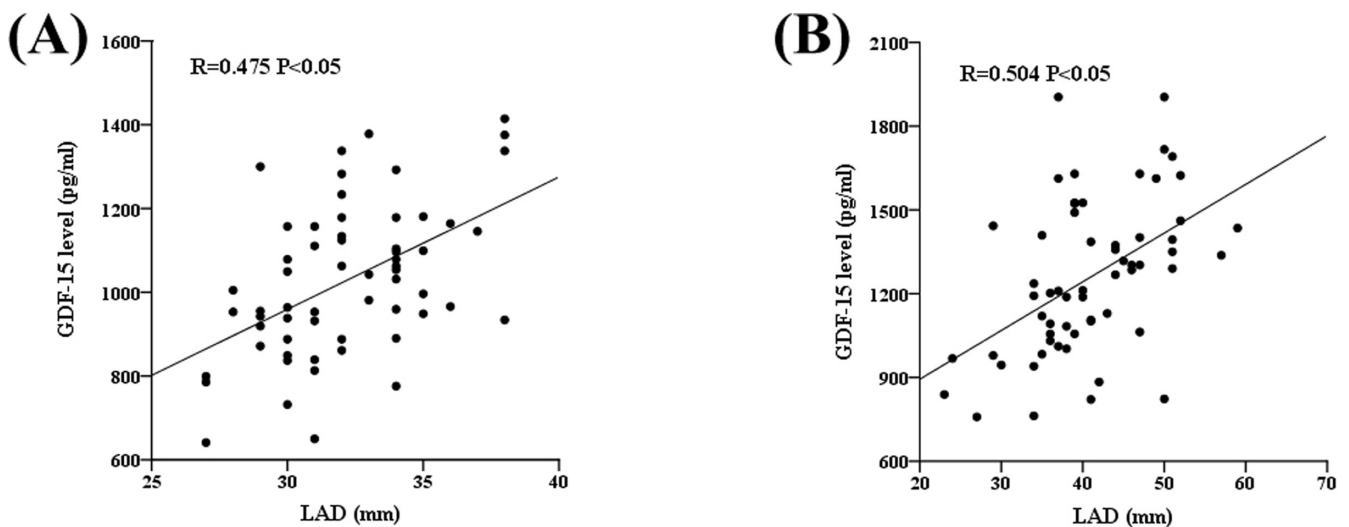 (A)
R=0.475 P<0.05
GDF-15 level (pg/ml)
1600
1400
1200
1000
800
600
25 30 35 40
LAD (mm)
(B)
R=0.504 P<0.05
GDF-15 level (pg/ml)
2100
1800
1500
1200
900
600
20 30 40 50 60 70
LAD (mm)